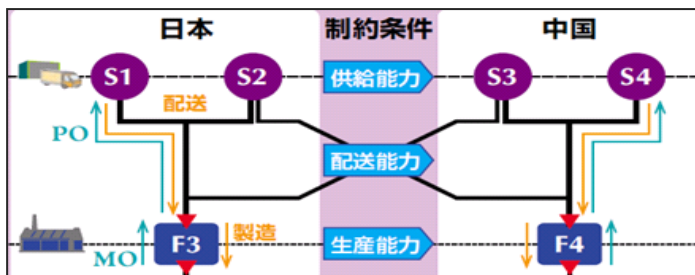 日本 制約条件 中国
S1 S2 供給能力 S3 S4
配送
PO 配送能力
F3 製造 生産能力 F4
MO